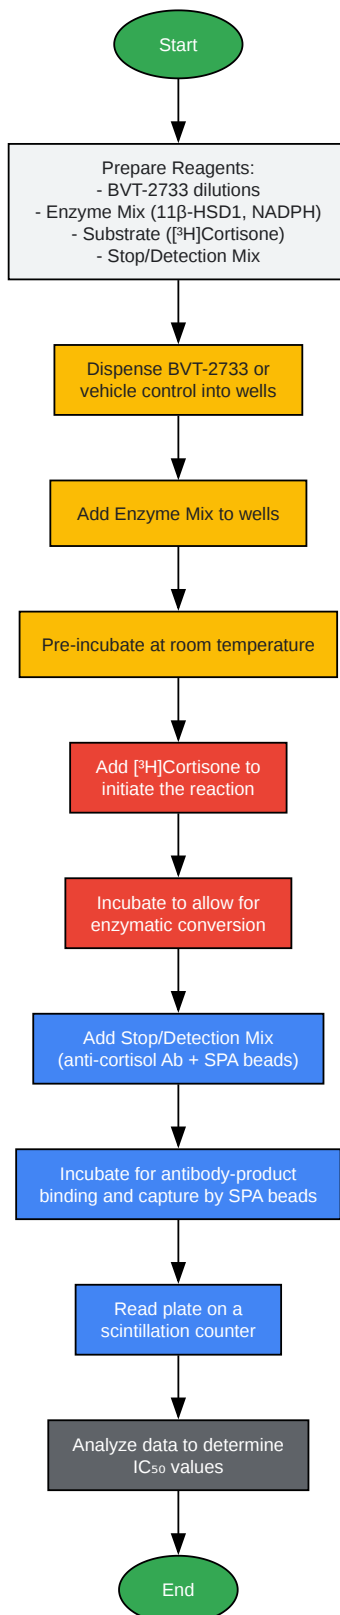 Start
Prepare Reagents:
- BVT-2733 dilutions
- Enzyme Mix (11β-HSD1, NADPH)
- Substrate ([³H]Cortisone)
- Stop/Detection Mix
Dispense BVT-2733 or
vehicle control into wells
Add Enzyme Mix to wells
Pre-incubate at room temperature
Add [³H]Cortisone to
initiate the reaction
Incubate to allow for
enzymatic conversion
Add Stop/Detection Mix
(anti-cortisol Ab + SPA beads)
Incubate for antibody-product
binding and capture by SPA beads
Read plate on a
scintillation counter
Analyze data to determine
IC₅₀ values
End